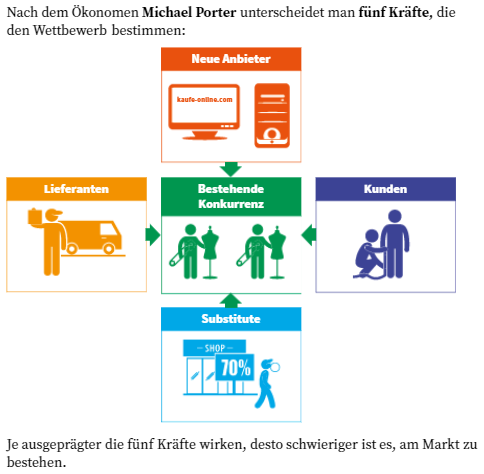 Nach dem Ökonomen Michael Porter unterscheidet man fünf Kräfte, die
den Wettbewerb bestimmen:
Neue Anbieter
kaufe-online.com
Lieferanten
Bestehende
Konkurrenz
Kunden
Substitute
– SHOP –
70%
Je ausgeprägter die fünf Kräfte wirken, desto schwieriger ist es, am Markt zu
bestehen.